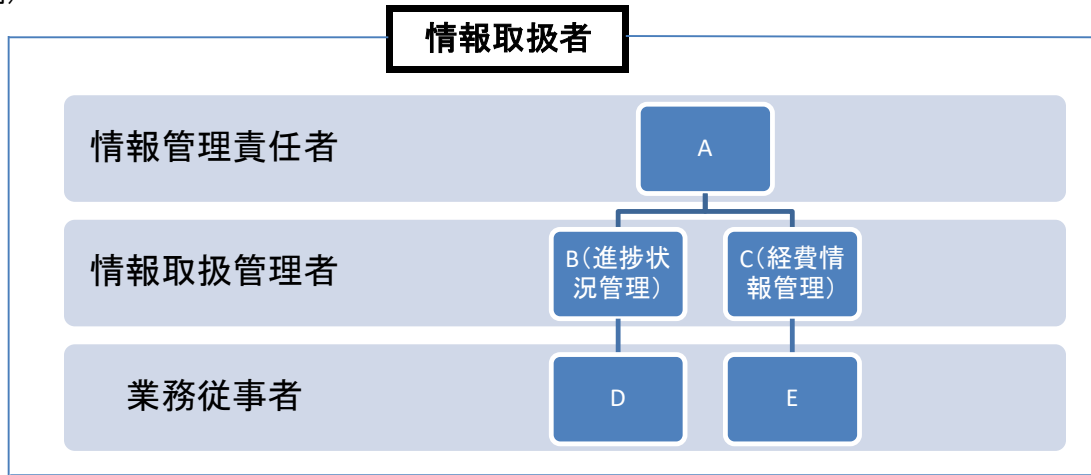 情報取扱者
情報管理責任者
A
情報取扱管理者
B(進捗状
況管理)
C(経費情
報管理)
業務従事者
D
E